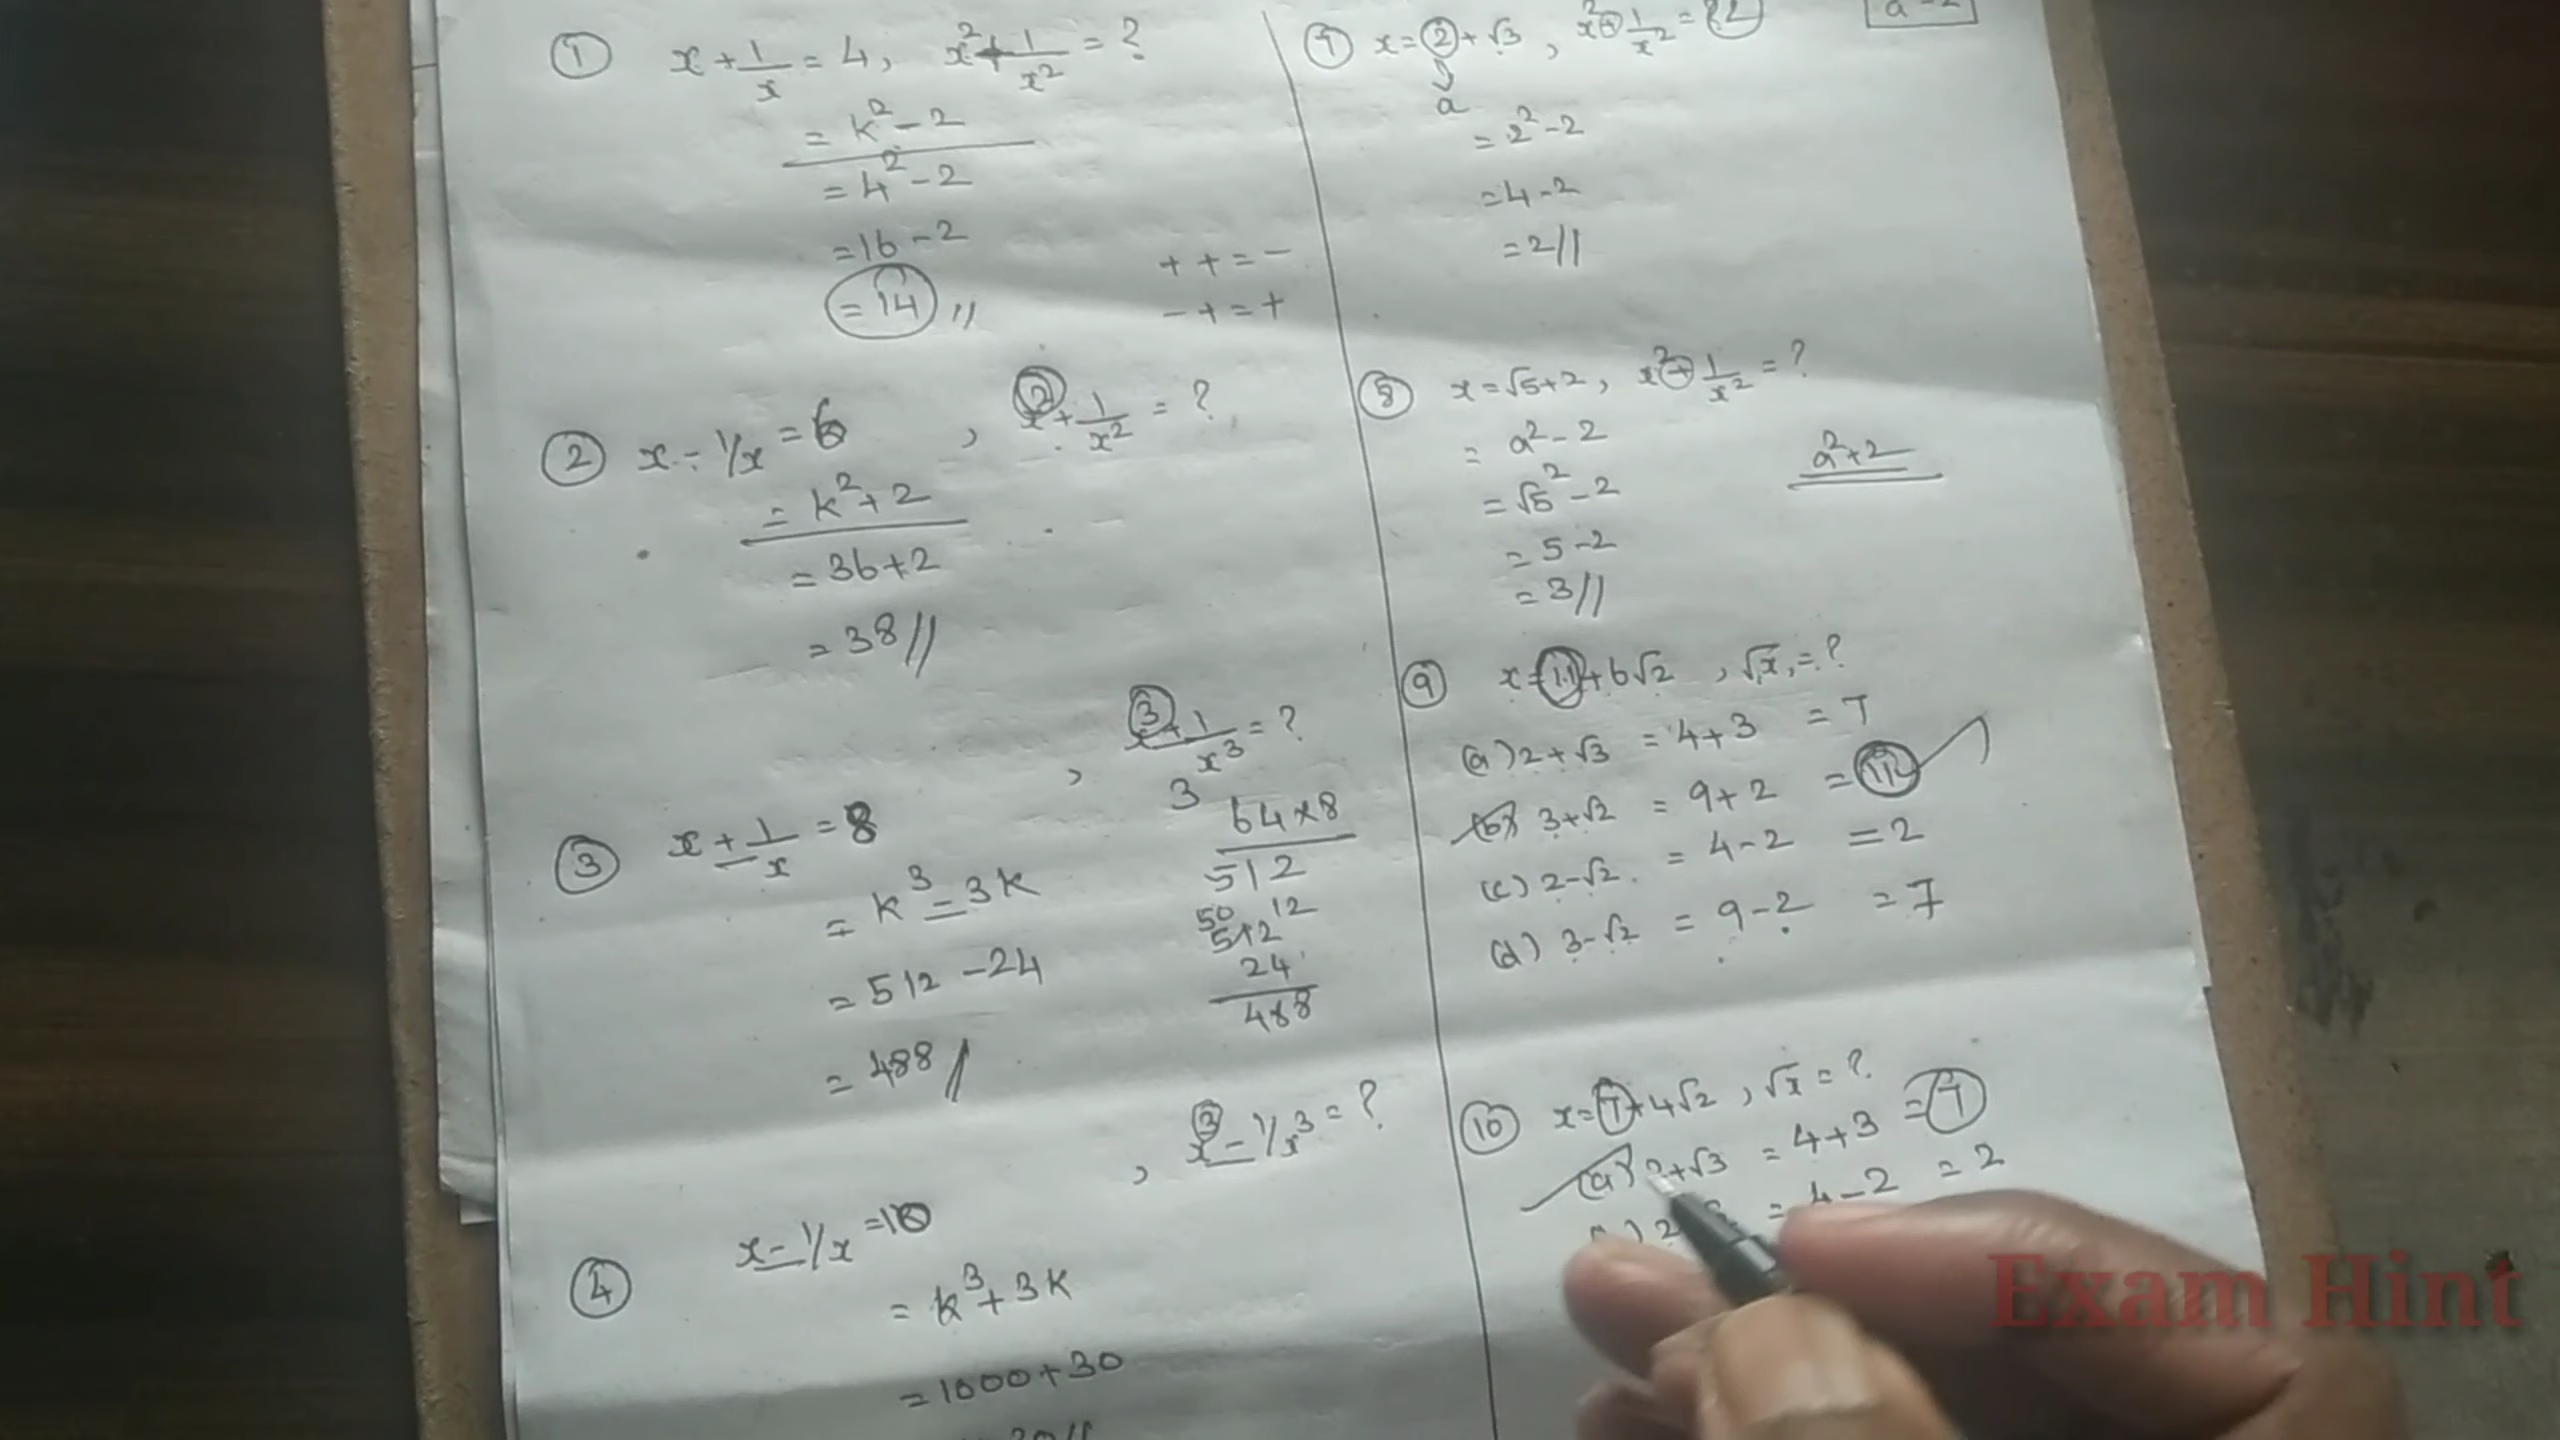 ① x + 1/x = 4, x² + 1/x² = ?
= k² - 2
= 4² - 2
= 16 - 2
= 14 //
+ + = -
- + = +
② x - 1/x = 6, x² + 1/x² = ?
= k² + 2
= 36 + 2
= 38 //
③ x + 1/x = 8, x³ + 1/x³ = ?
3
= k³ - 3k
= 512 - 24
= 488 /
64 × 8
512
50 12
512
24
488
④ x - 1/x = 10, x³ - 1/x³ = ?
= k³ + 3k
= 1000 + 30
x = 2 + √3, x² + 1/x² =
a
= 2² - 2
= 4 - 2
= 2 //
⑧ x = √5 + 2, x² + 1/x² = ?
= a² - 2
= √5² - 2
= 5 - 2
= 3 //
a² + 2
⑨ x = 11 + 6√2, √x = ?
(a) 2 + √3 = 4 + 3 = 7
(b) 3 + √2 = 9 + 2 = 11
(c) 2 - √2 = 4 - 2 = 2
(d) 3 - √2 = 9 - 2 = 7
⑩ x = 7 + 4√2, √x = ?
(a) 2 + √3 = 4 + 3 = 7
2 = 4 - 2 = 2
Exam Hint